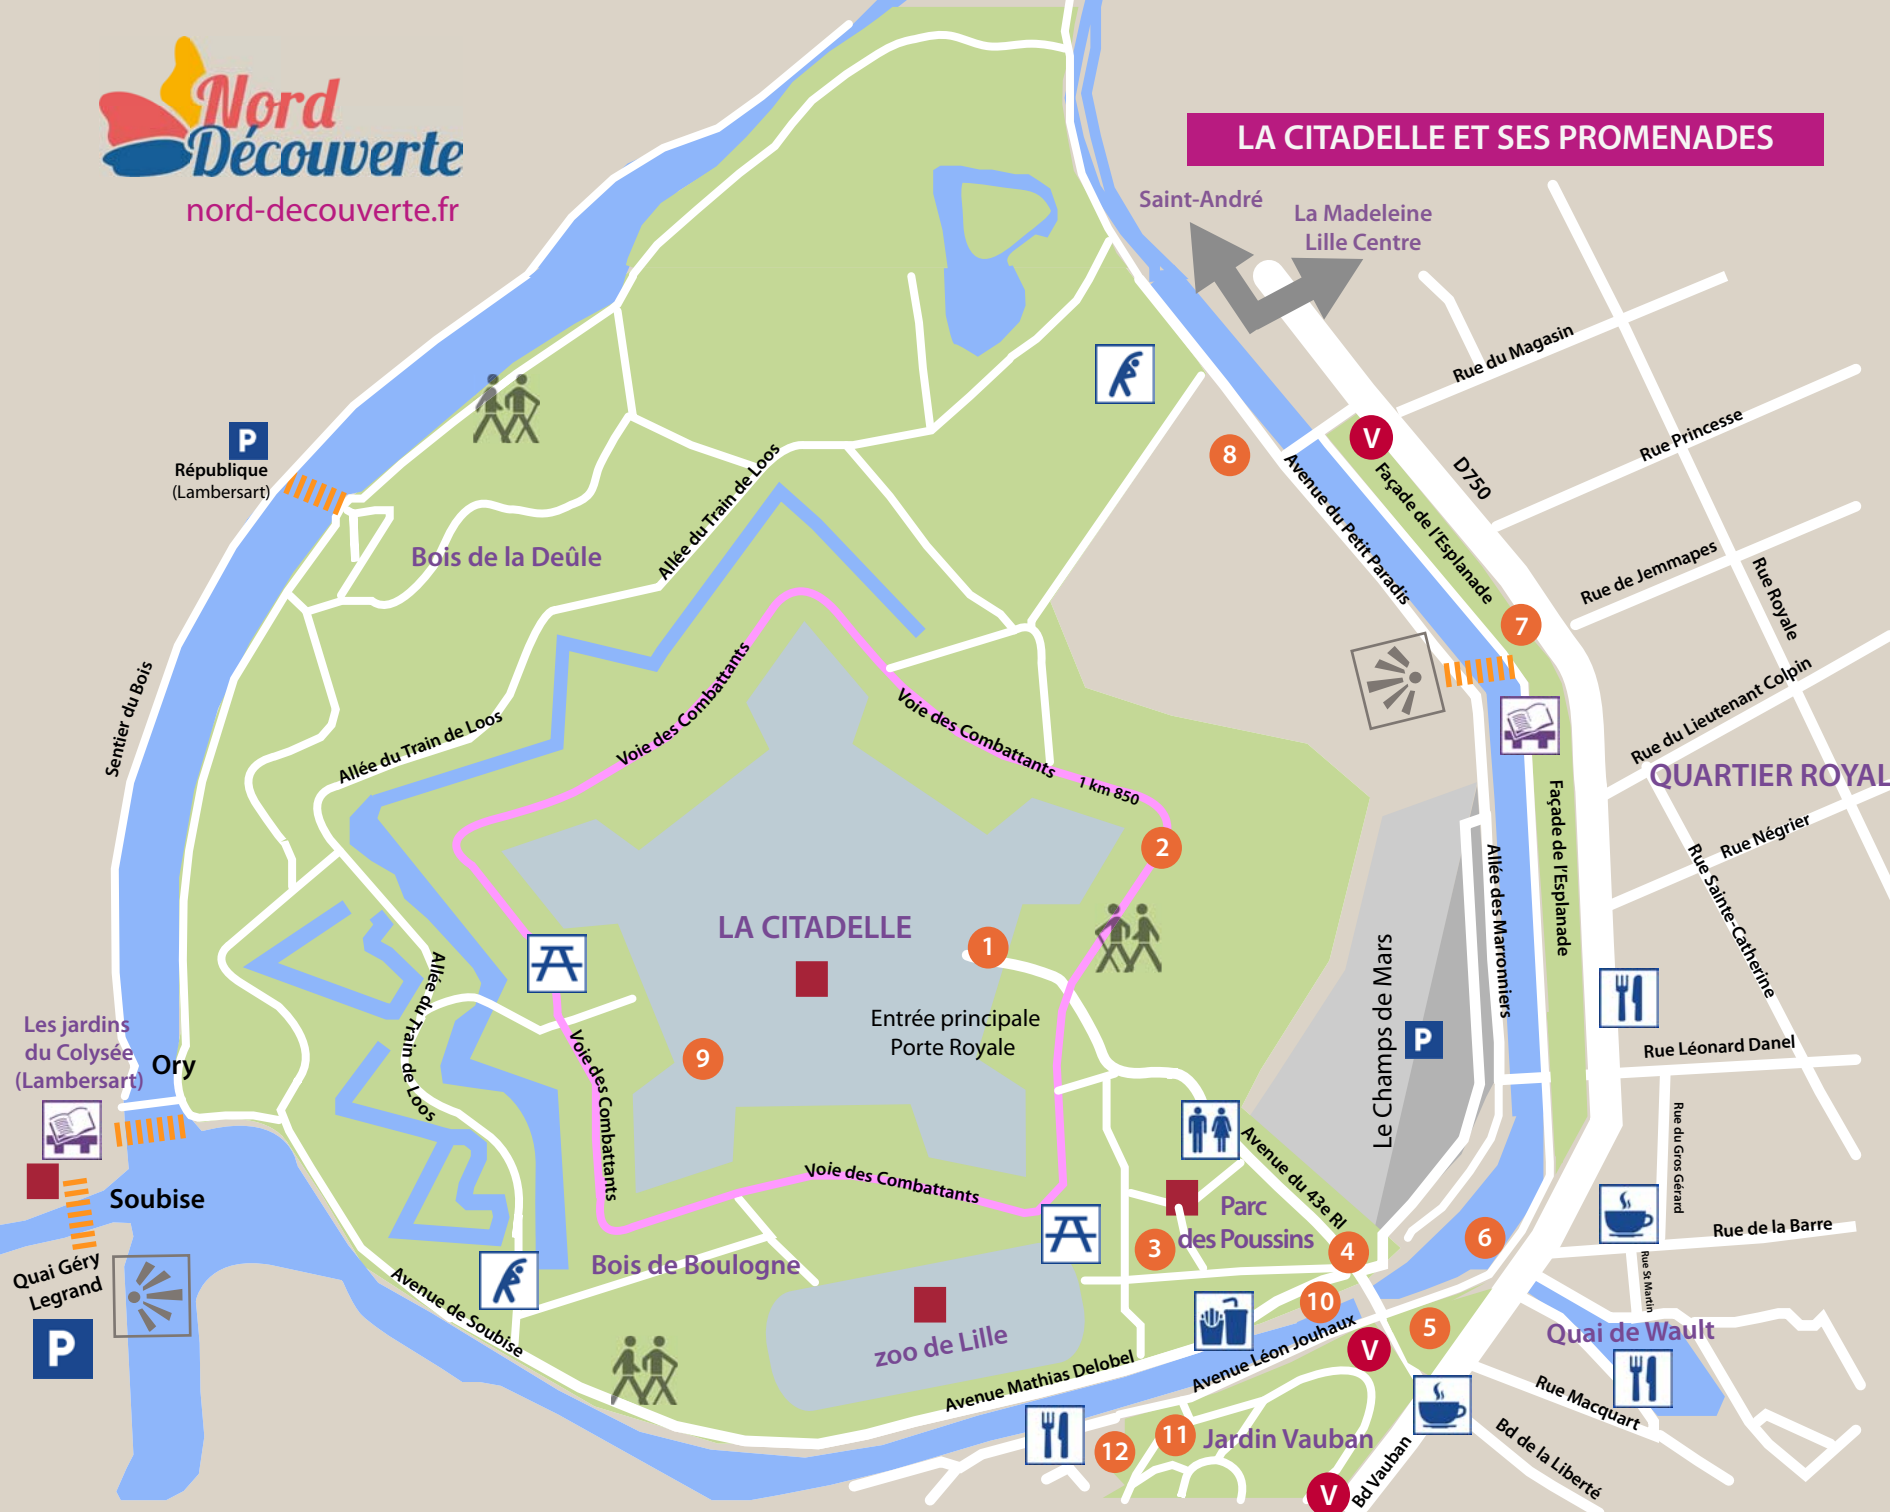 Nord
Découverte
nord-decouverte.fr
LA CITADELLE ET SES PROMENADES
Saint-André
La Madeleine
Lille Centre
Rue du Magasin
Rue Princesse
P
République
(Lambersart)
V
8
D750
Façade de l'Esplanade
Avenue du Petit Paradis
Allée du Train de Loos
Bois de la Deûle
Rue de Jemmapes
Rue Royale
7
Sentier du Bois
Voie des Combattants
Voie des Combattants
1 km 850
Allée du Train de Loos
Rue du Lieutenant Colpin
QUARTIER ROYAL
Rue Négrier
Rue Sainte-Catherine
2
Façade de l'Esplanade
Allée des Marronniers
LA CITADELLE
1
Entrée principale
Porte Royale
Le Champs de Mars
P
Allée du Train de Loos
9
Voie des Combattants
Les jardins
du Colysée
(Lambersart)
Ory
Rue Léonard Danel
Rue du Gros Gérard
Avenue du 43e RI
Voie des Combattants
Soubise
Parc
des Poussins
3
4
6
Rue de la Barre
Rue St Martin
Quai Géry
Legrand
P
Bois de Boulogne
Avenue de Soubise
zoo de Lille
10
5
V
Quai de Wault
Avenue Léon Jouhaux
Avenue Mathias Delobel
Rue Macquart
Bd de la Liberté
12
11
Jardin Vauban
V
Bd Vauban